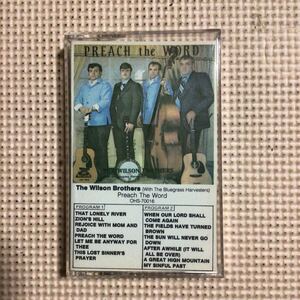 PREACH the WORD
THE WILSON BROTHERS
The Wilson Brothers (With The Bluegrass Harvesters)
Preach The Word
OHS-70016
PROGRAM 1
THAT LONELY RIVER
ZION'S HILL
REJOICE WITH MOM AND
DAD
PREACH THE WORD
LET ME BE ANYWAY FOR
THEE
THIS LOST SINNER'S
PRAYER
PROGRAM 2
WHEN OUR LORD SHALL
COME AGAIN
THE FIELDS HAVE TURNED
BROWN
THE SUN WILL NEVER GO
DOWN
AFTER AWHILE (IT WILL
ALL BE OVER)
A GREAT HIGH MOUNTAIN
MY SINFUL PAST